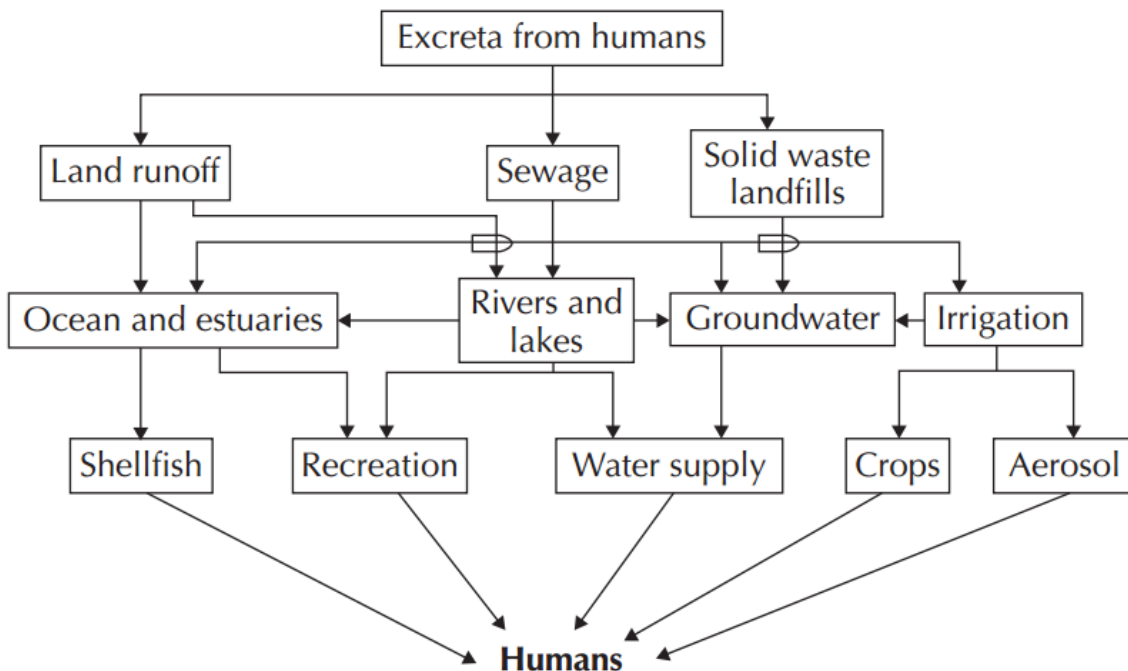 Excreta from humans
Land runoff
Sewage
Solid waste
landfills
Ocean and estuaries
Rivers and
lakes
Groundwater
Irrigation
Shellfish
Recreation
Water supply
Crops
Aerosol
Humans